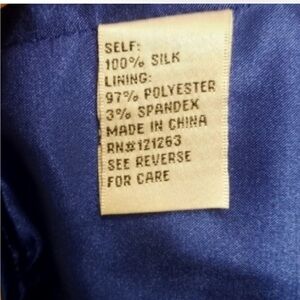 SELF:
100% SILK
LINING:
97% POLYESTER
3% SPANDEX
MADE IN CHINA
RN#121263
SEE REVERSE
FOR CARE